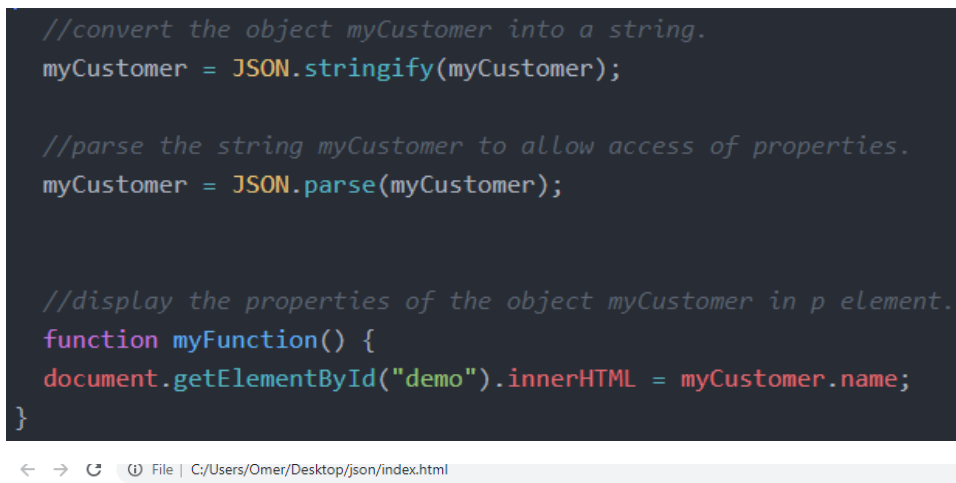 //convert the object myCustomer into a string.
myCustomer = JSON.stringify(myCustomer);
//parse the string myCustomer to allow access of properties.
myCustomer = JSON.parse(myCustomer);
//display the properties of the object myCustomer in p element.
function myFunction() {
document.getElementById("demo").innerHTML = myCustomer.name;
}
File | C:/Users/Omer/Desktop/json/index.html